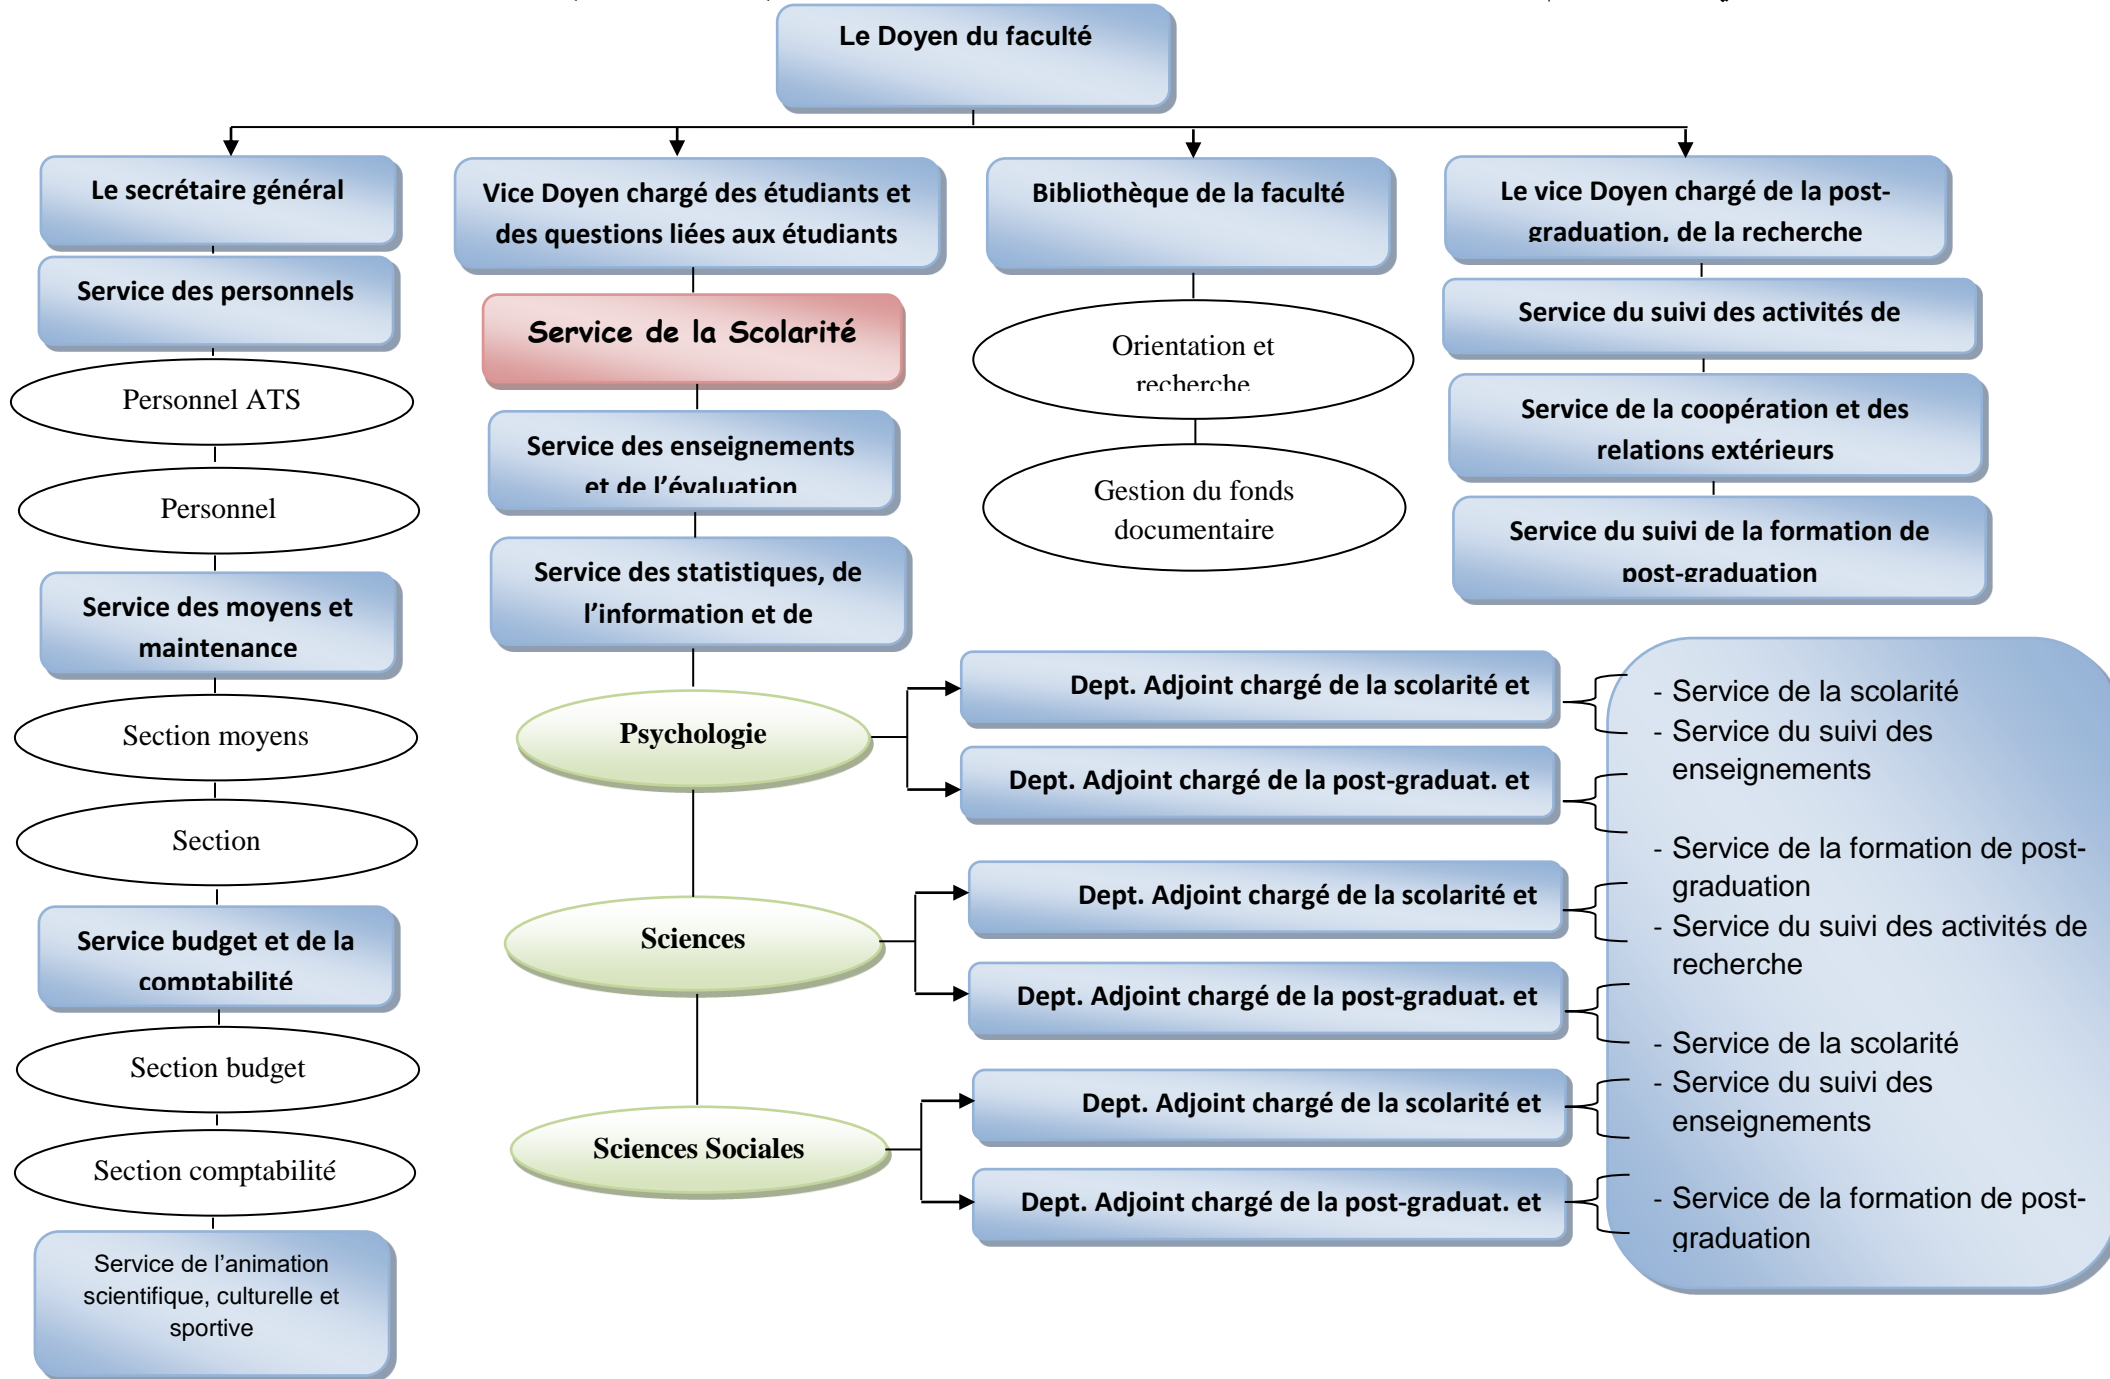 Le Doyen du faculté
Le secrétaire général
Service des personnels
Personnel ATS
Personnel
Service des moyens et
maintenance
Section moyens
Section
Service budget et de la
comptabilité
Section budget
Section comptabilité
Service de l’animation
scientifique, culturelle et
sportive
Vice Doyen chargé des étudiants et
des questions liées aux étudiants
Service de la Scolarité
Service des enseignements
et de l’évaluation
Service des statistiques, de
l’information et de
Psychologie
Sciences
Sciences Sociales
Bibliothèque de la faculté
Orientation et
recherche
Gestion du fonds
documentaire
Le vice Doyen chargé de la post-
graduation, de la recherche
Service du suivi des activités de
Service de la coopération et des
relations extérieurs
Service du suivi de la formation de
post-graduation
Dept. Adjoint chargé de la scolarité et
Dept. Adjoint chargé de la post-graduat. et
Dept. Adjoint chargé de la scolarité et
Dept. Adjoint chargé de la post-graduat. et
Dept. Adjoint chargé de la scolarité et
Dept. Adjoint chargé de la post-graduat. et
- Service de la scolarité
- Service du suivi des
enseignements
- Service de la formation de post-
graduation
- Service du suivi des activités de
recherche
- Service de la scolarité
- Service du suivi des
enseignements
- Service de la formation de post-
graduation